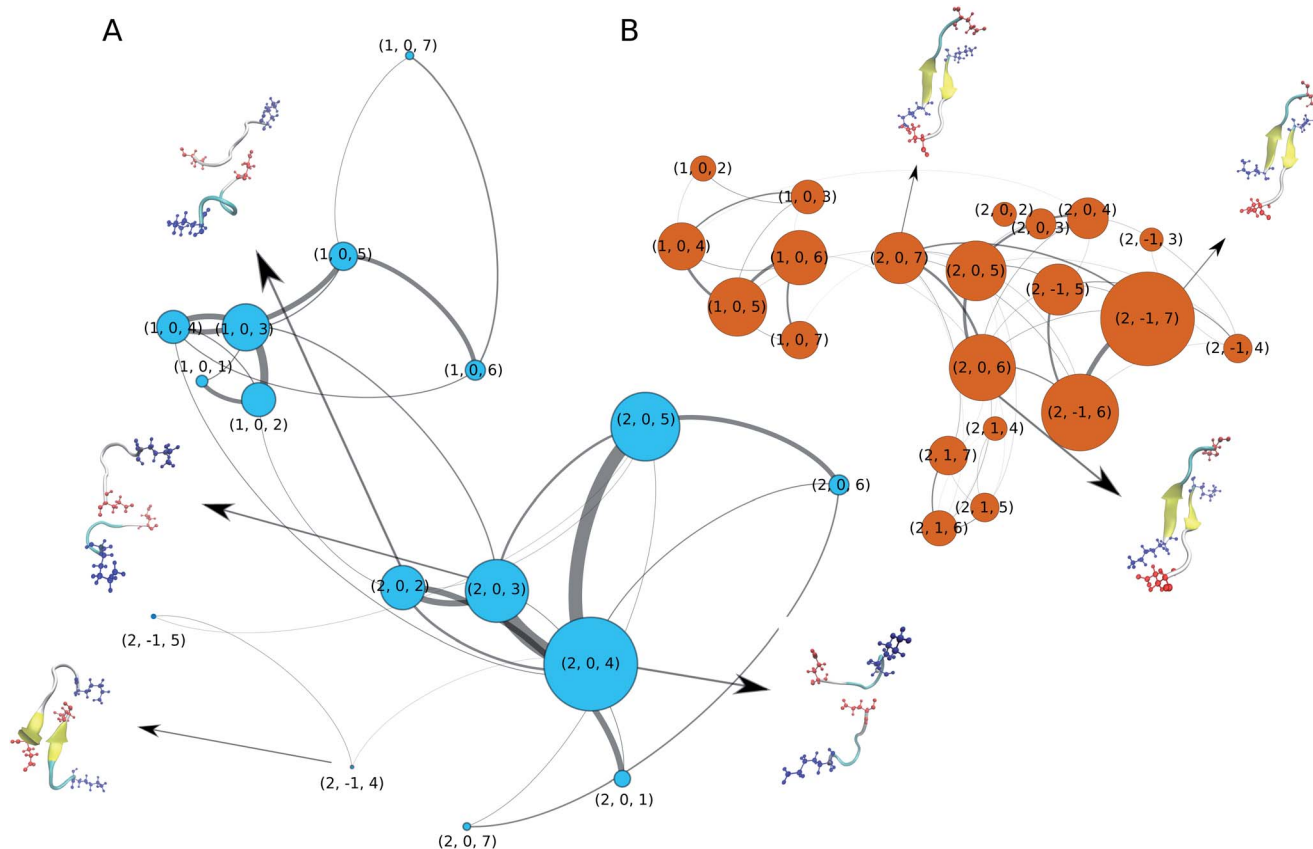 A
B
(1, 0, 7)
(1, 0, 5)
(1, 0, 4)
(1, 0, 3)
(1, 0, 1)
(1, 0, 6)
(1, 0, 2)
(2, 0, 5)
(2, 0, 6)
(2, 0, 2)
(2, 0, 3)
(2, -1, 5)
(2, 0, 4)
(2, -1, 4)
(2, 0, 1)
(2, 0, 7)
(1, 0, 2)
(1, 0, 3)
(1, 0, 4)
(1, 0, 6)
(1, 0, 5)
(1, 0, 7)
(2, 0, 2)
(2, 0, 4)
(2, 0, 3)
(2, -1, 3)
(2, 0, 7)
(2, 0, 5)
(2, -1, 5)
(2, -1, 7)
(2, -1, 4)
(2, 0, 6)
(2, -1, 6)
(2, 1, 4)
(2, 1, 7)
(2, 1, 5)
(2, 1, 6)